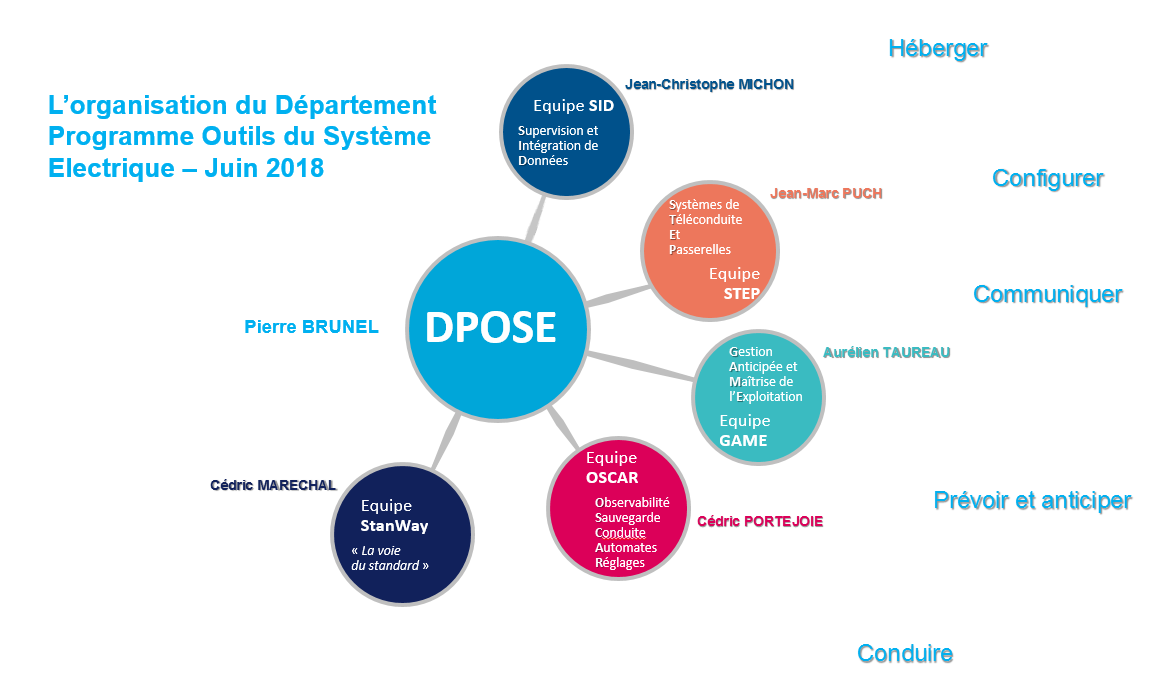 L’organisation du Département
Programme Outils du Système
Electrique – Juin 2018
Héberger
Jean-Christophe MICHON
Equipe SID
Supervision et
Intégration de
Données
Configurer
Jean-Marc PUCH
Systèmes de
Téléconduite
Et
Passerelles
Equipe
STEP
Communiquer
Pierre BRUNEL
DPOSE
Aurélien TAUREAU
Gestion
Anticipée et
Maîtrise de
l’Exploitation
Equipe
GAME
Cédric MARECHAL
Equipe
StanWay
« La voie
du standard »
Equipe
OSCAR
Observabilité
Sauvegarde
Conduite
Automates
Réglages
Cédric PORTEJOIE
Prévoir et anticiper
Conduire